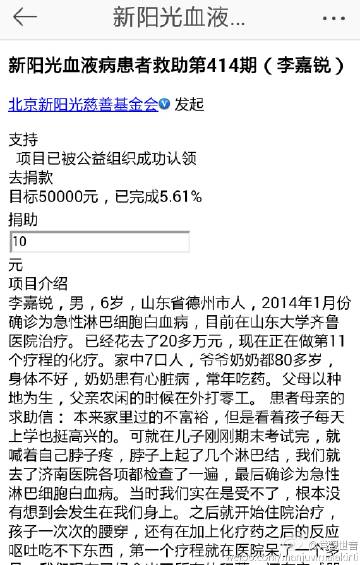 新阳光血液...
新阳光血液病患者救助第414期（李嘉锐）
北京新阳光慈善基金会 发起
支持
项目已被公益组织成功认领
去捐款
目标50000元，已完成5.61%
捐助
10
元
项目介绍
李嘉锐，男，6岁，山东省德州市人，2014年1月份
确诊为急性淋巴细胞白血病，目前在山东大学齐鲁
医院治疗。已经花去了20多万元，现在正在做第11
个疗程的化疗。家中7口人，爷爷奶奶都80多岁，
身体不好，奶奶患有心脏病，常年吃药。父母以种
地为生，父亲农闲的时候在外打零工。 患者母亲的
求助信： 本来家里过的不富裕，但是看着孩子每天
上学也挺高兴的。可就在儿子刚刚期末考试完，就
喊着自己脖子疼，脖子上起了几个淋巴结，我们就
去了济南医院各项都检查了一遍，最后确诊为急性
淋巴细胞白血病。当时我们实在是受不了，根本没
有想到会发生在我们身上。之后就开始住院治疗，
孩子一次次的腰穿，还有在加上化疗药之后的反应
呕吐吃不下东西，第一个疗程就在医院呆了一个多